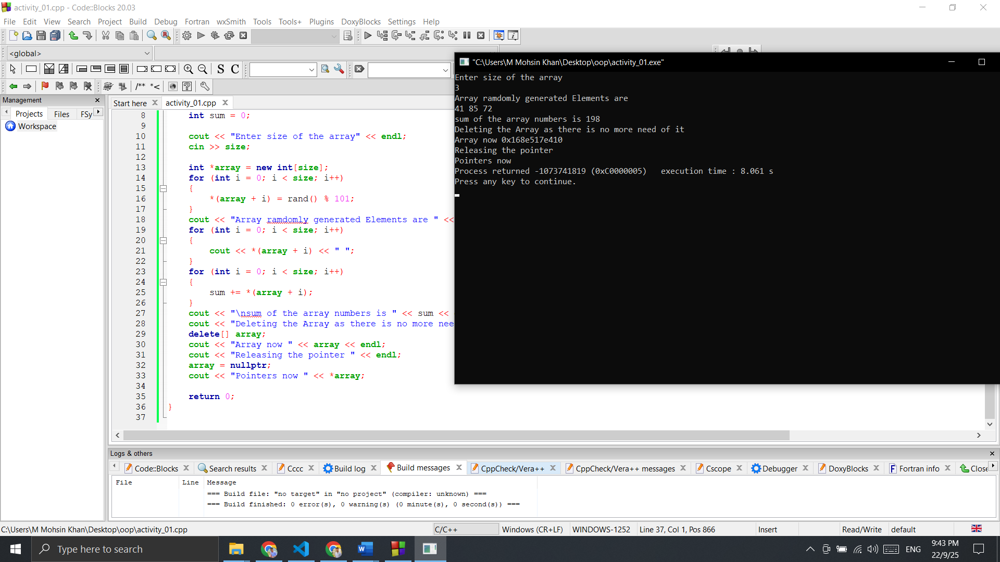 activity_01.cpp - Code::Blocks 20.03
File Edit View Search Project Build Debug Fortran wxSmith Tools Tools+ Plugins DoxyBlocks Settings Help
<global>
S C
/** *<
Management
Projects Files FSy
Workspace
Start here activity_01.cpp
8 int sum = 0;
9
10 cout << "Enter size of the array" << endl;
11 cin >> size;
12
13 int *array = new int[size];
14 for (int i = 0; i < size; i++)
15 {
16 *(array + i) = rand() % 101;
17 }
18 cout << "Array ramdomly generated Elements are " <<
19 for (int i = 0; i < size; i++)
20 {
21 cout << *(array + i) << " ";
22 }
23 for (int i = 0; i < size; i++)
24 {
25 sum += *(array + i);
26 }
27 cout << "\nsum of the array numbers is " << sum <<
28 cout << "Deleting the Array as there is no more nee
29 delete[] array;
30 cout << "Array now " << array << endl;
31 cout << "Releasing the pointer " << endl;
32 array = nullptr;
33 cout << "Pointers now " << *array;
34
35 return 0;
36 }
37
"C:\Users\M Mohsin Khan\Desktop\oop\activity_01.exe"
Enter size of the array
3
Array ramdomly generated Elements are
41 85 72
sum of the array numbers is 198
Deleting the Array as there is no more need of it
Array now 0x168e517e410
Releasing the pointer
Pointers now
Process returned -1073741819 (0xC0000005) execution time : 8.061 s
Press any key to continue.
Logs & others
Code::Blocks Search results Cccc Build log Build messages CppCheck/Vera++ CppCheck/Vera++ messages Cscope Debugger DoxyBlocks Fortran info Close
File Line Message
=== Build file: "no target" in "no project" (compiler: unknown) ===
=== Build finished: 0 error(s), 0 warning(s) (0 minute(s), 0 second(s)) ===
C:\Users\M Mohsin Khan\Desktop\oop\activity_01.cpp C/C++ Windows (CR+LF) WINDOWS-1252 Line 37, Col 1, Pos 866 Insert Read/Write default
Type here to search
ENG
9:43 PM
22/9/25